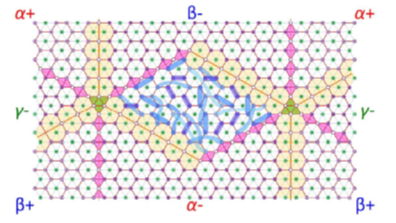 α+ β- α+
γ- γ-
β+ α- β+